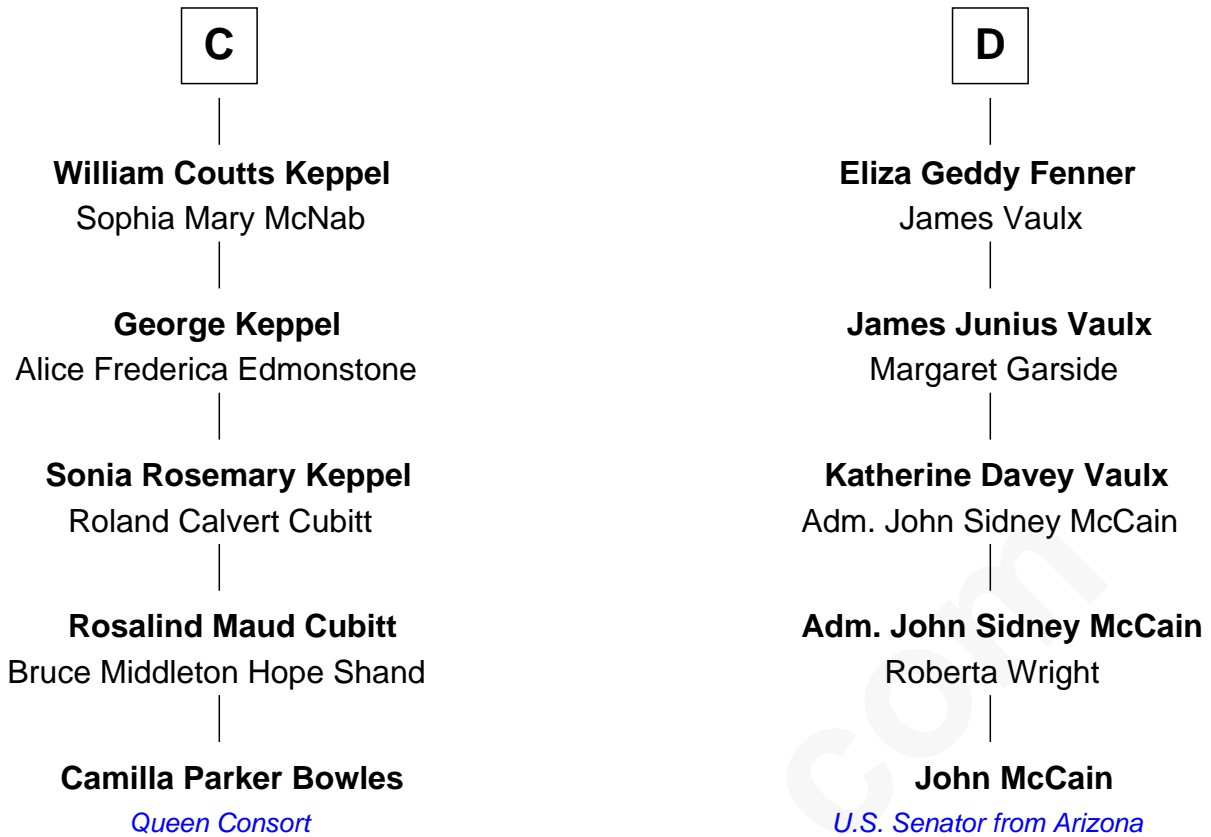 C
William Coutts Keppel
Sophia Mary McNab
George Keppel
Alice Frederica Edmonstone
Sonia Rosemary Keppel
Roland Calvert Cubitt
Rosalind Maud Cubitt
Bruce Middleton Hope Shand
Camilla Parker Bowles
Queen Consort
D
Eliza Geddy Fenner
James Vaulx
James Junius Vaulx
Margaret Garside
Katherine Davey Vaulx
Adm. John Sidney McCain
Adm. John Sidney McCain
Roberta Wright
John McCain
U.S. Senator from Arizona
com